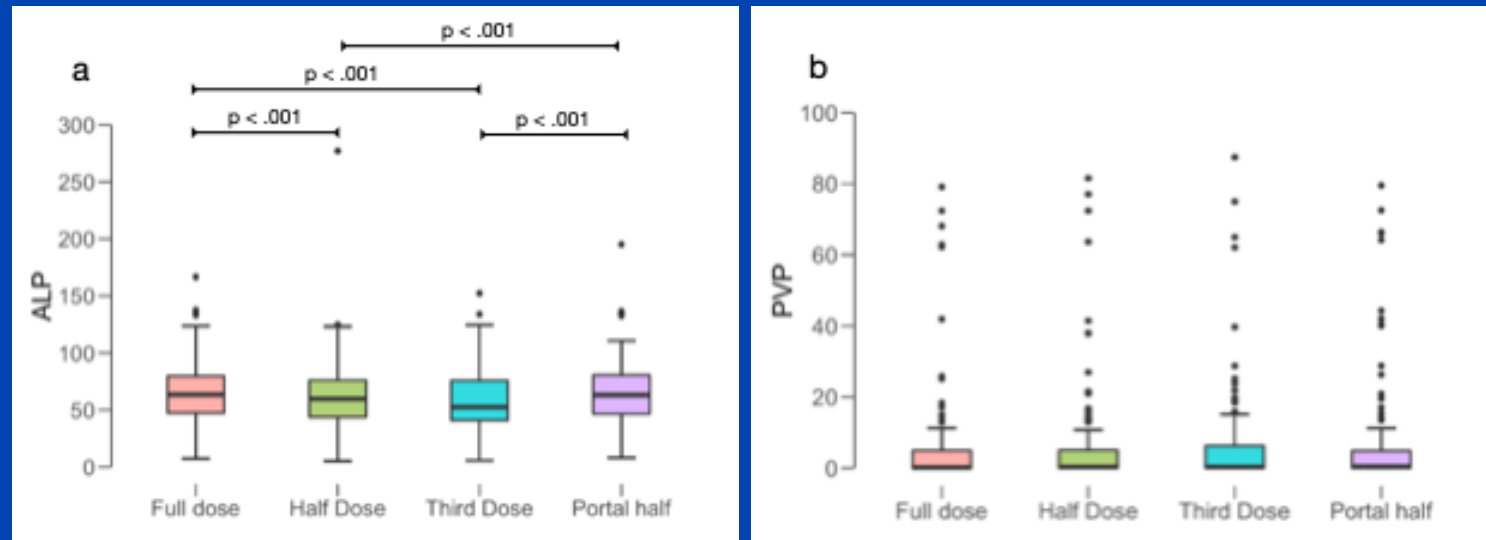 p < .001
a
p < .001
p < .001
p < .001
300
250
200
150
100
50
0
ALP
Full dose
Half Dose
Third Dose
Portal half
b
100
80
60
40
20
0
PVP
Full dose
Half Dose
Third Dose
Portal half